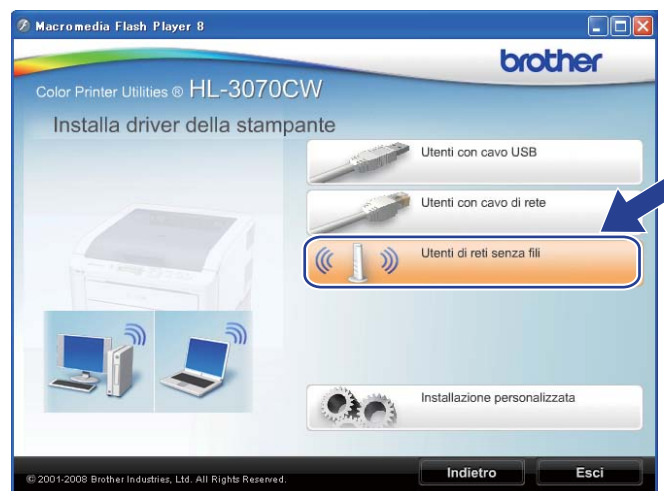 Macromedia Flash Player 8
brother
Color Printer Utilities ® HL-3070CW
Installa driver della stampante
Utenti con cavo USB
Utenti con cavo di rete
Utenti di reti senza fili
Installazione personalizzata
© 2001-2008 Brother Industries, Ltd. All Rights Reserved.
Indietro
Esci